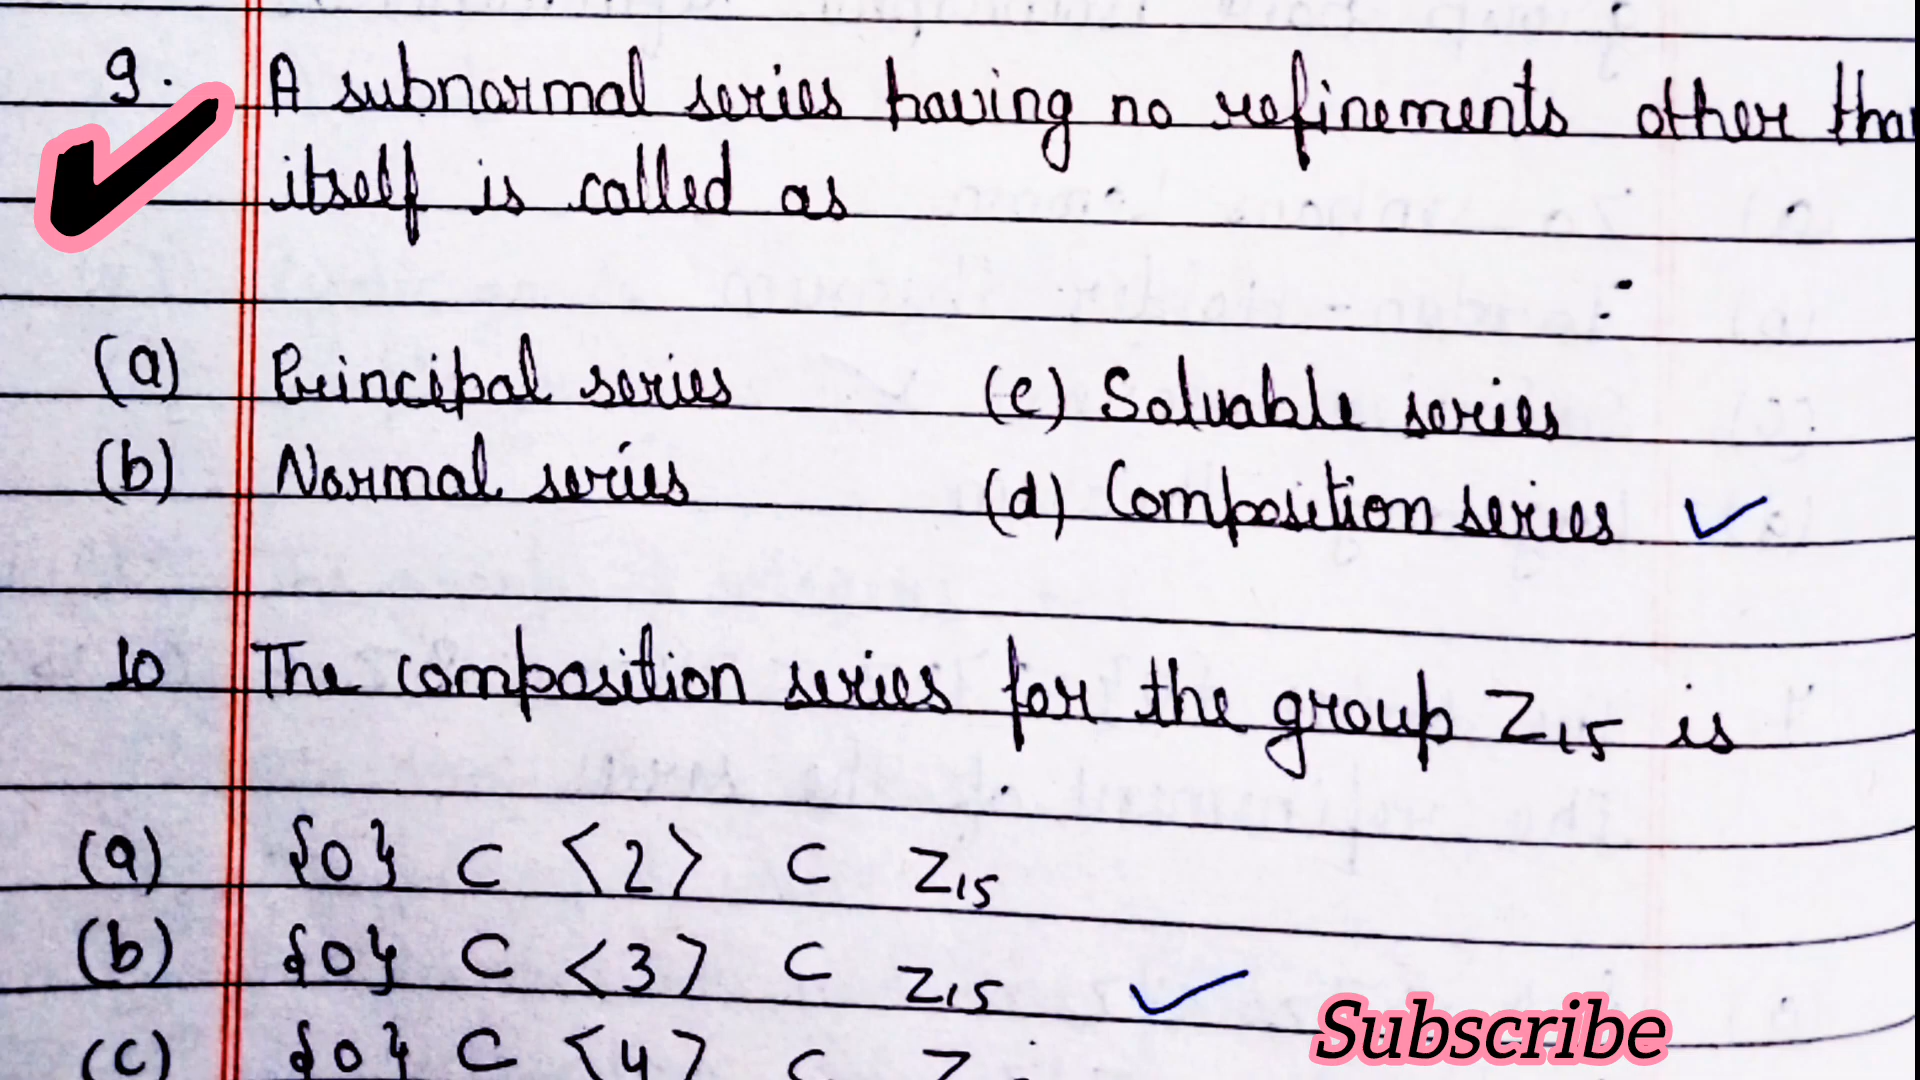 9. A subnormal series having no refinements other than
itself is called as
(a) Principal series (c) Solvable series
(b) Normal series (d) Composition series ✓
10 The composition series for the group Z15 is
(a) {0} ⊂ <2> ⊂ Z15
(b) {0} ⊂ <3> ⊂ Z15 ✓
(c) {0} ⊂ <4> ⊂ Z
Subscribe